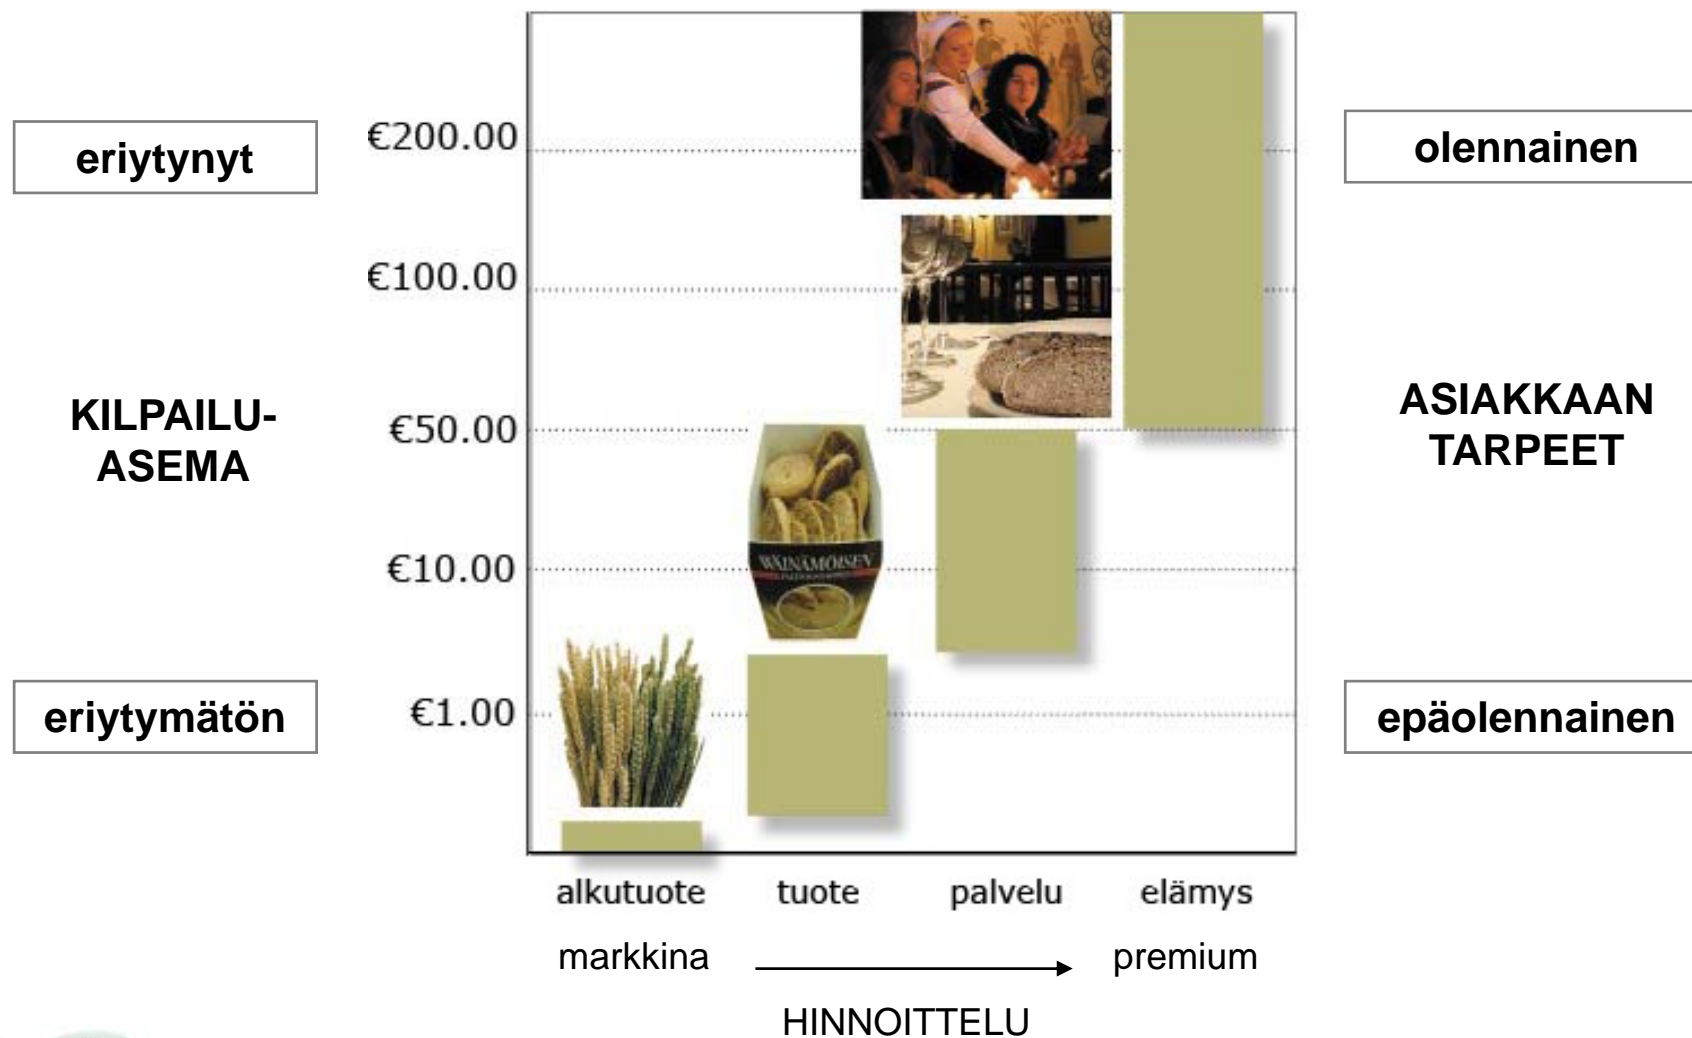 eriytynyt
KILPAILU-
ASEMA
eriytymätön
€200.00
€100.00
€50.00
€10.00
€1.00
WÄINÄMÖISEN
olennainen
ASIAKKAAN
TARPEET
epäolennainen
alkutuote tuote palvelu elämys
markkina premium
HINNOITTELU